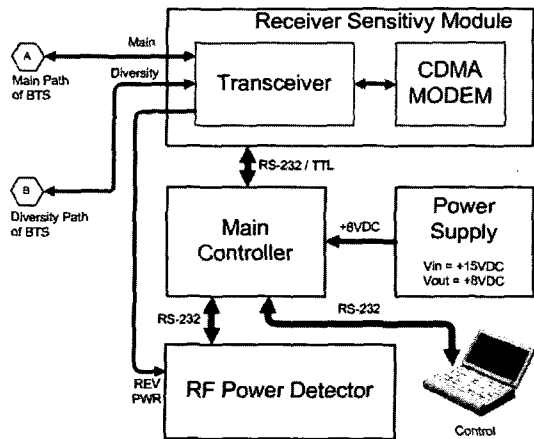 Receiver Sensitivy Module
A
Main
Main Path
of BTS
Diversity
Transceiver
CDMA
MODEM
B
Diversity Path
of BTS
RS-232 / TTL
Main
Controller
+8VDC
Power
Supply
Vin = +15VDC
Vout = +8VDC
RS-232
RS-232
REV
PWR
RF Power Detector
Control